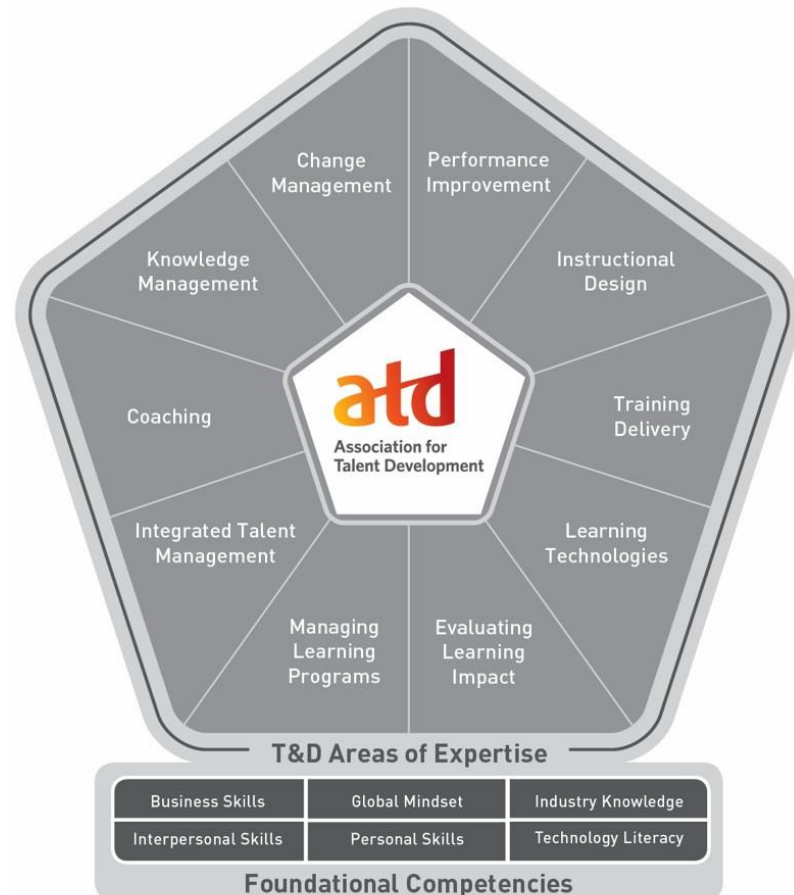 Change
Management
Performance
Improvement
Knowledge
Management
Instructional
Design
Coaching
Training
Delivery
Integrated Talent
Management
Learning
Technologies
Managing
Learning
Programs
Evaluating
Learning
Impact
atd
Association for
Talent Development
T&D Areas of Expertise
Business Skills
Global Mindset
Industry Knowledge
Interpersonal Skills
Personal Skills
Technology Literacy
Foundational Competencies